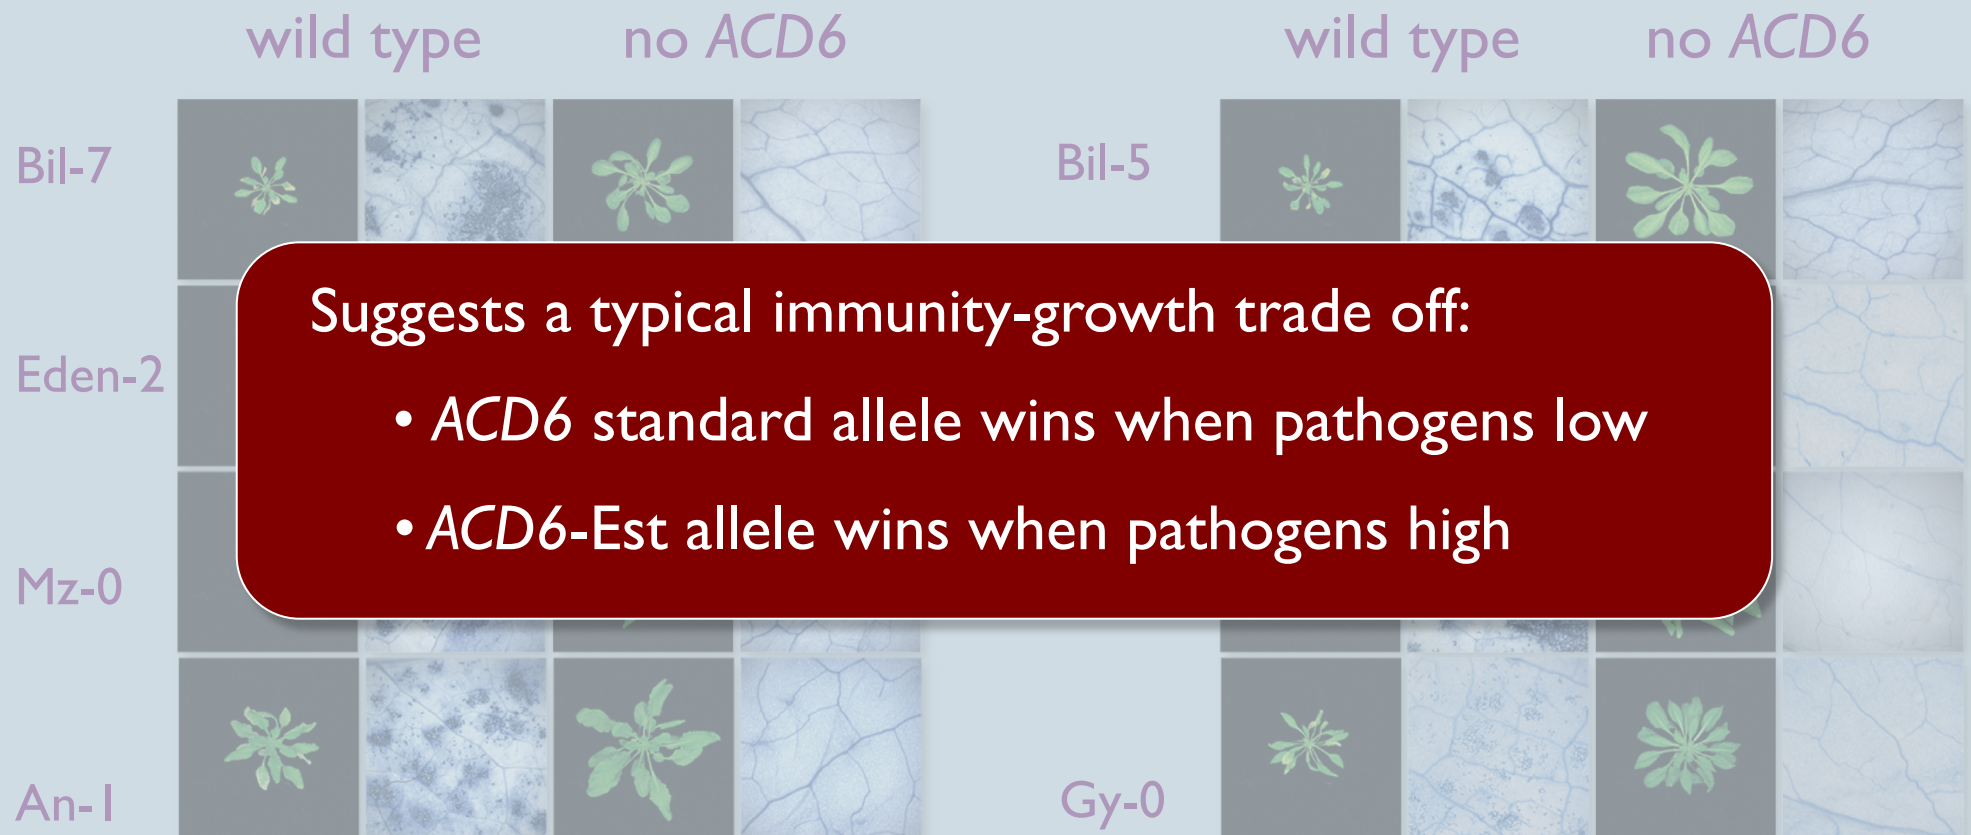 wild type no ACD6 wild type no ACD6
Bil-7 Bil-5
Suggests a typical immunity-growth trade off:
Eden-2
• ACD6 standard allele wins when pathogens low
• ACD6-Est allele wins when pathogens high
Mz-0
An-1 Gy-0